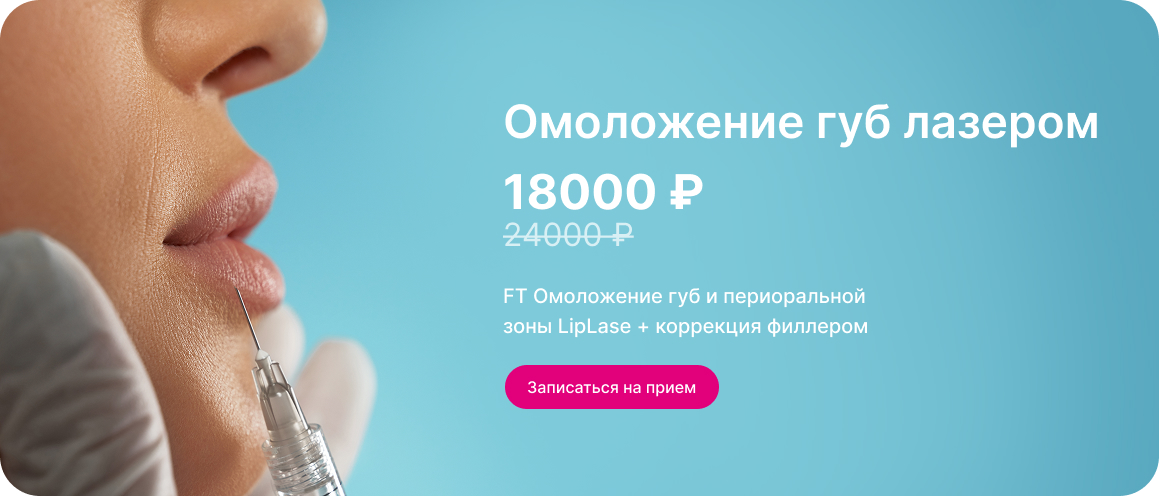 Омоложение губ лазером
18000 ₽
24000 ₽
FT Омоложение губ и периоральной
зоны LipLase + коррекция филлером
Записаться на прием